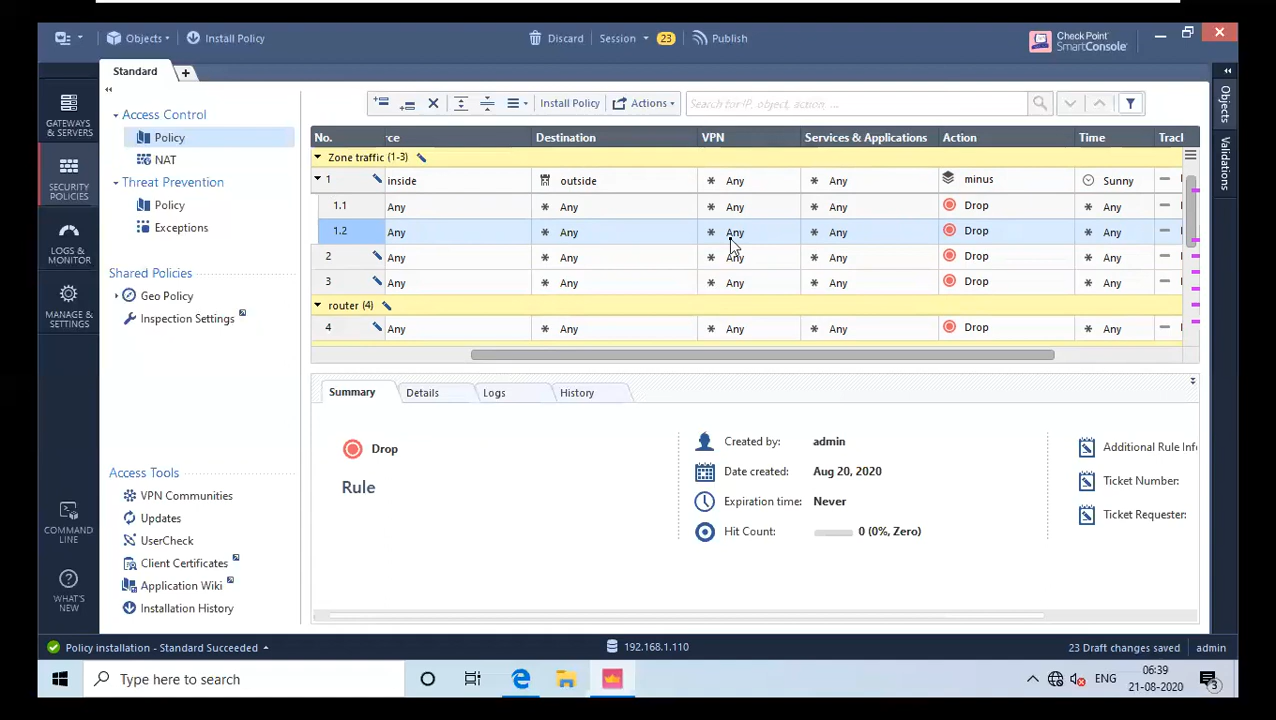 Objects
Install Policy
Discard
Session
23
Publish
Check Point
SmartConsole
Standard
+
GATEWAYS
& SERVERS
SECURITY
POLICIES
LOGS &
MONITOR
MANAGE &
SETTINGS
COMMAND
LINE
WHAT'S
NEW
Access Control
Policy
NAT
Threat Prevention
Policy
Exceptions
Shared Policies
Geo Policy
Inspection Settings
Access Tools
VPN Communities
Updates
UserCheck
Client Certificates
Application Wiki
Installation History
Install Policy
Actions
Search for IP, object, action, ...
No. ce Destination VPN Services & Applications Action Time Track
Zone traffic (1-3)
1 inside outside Any Any minus Sunny
1.1 Any Any Any Any Drop Any
1.2 Any Any Any Any Drop Any
2 Any Any Any Any Drop Any
3 Any Any Any Any Drop Any
router (4)
4 Any Any Any Any Drop Any
Summary Details Logs History
Drop
Rule
Created by: admin
Date created: Aug 20, 2020
Expiration time: Never
Hit Count: 0 (0%, Zero)
Additional Rule Info
Ticket Number:
Ticket Requester:
Objects
Validations
Policy installation - Standard Succeeded
192.168.1.110
23 Draft changes saved
admin
Type here to search
ENG
06:39
21-08-2020
3